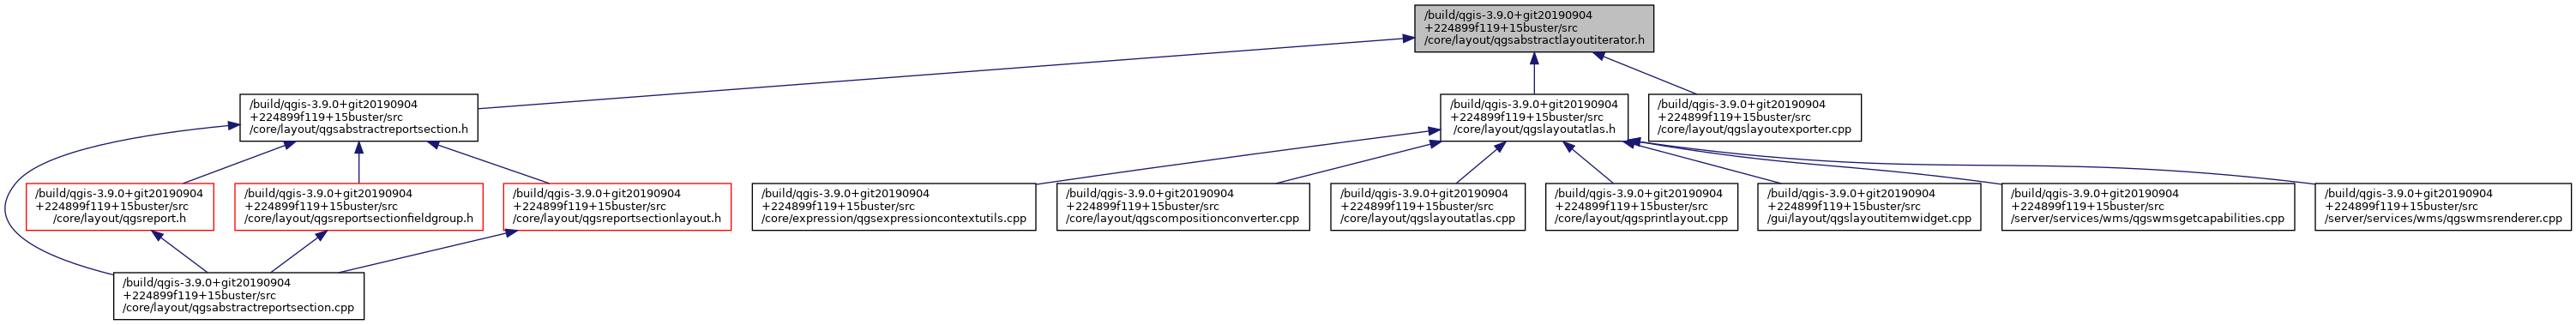 /build/qgis-3.9.0+git20190904
+224899f119+15buster/src
/core/layout/qgsabstractlayoutiterator.h
/build/qgis-3.9.0+git20190904
+224899f119+15buster/src
/core/layout/qgsabstractreportsection.h
/build/qgis-3.9.0+git20190904
+224899f119+15buster/src
/core/layout/qgslayoutatlas.h
/build/qgis-3.9.0+git20190904
+224899f119+15buster/src
/core/layout/qgslayoutexporter.cpp
/build/qgis-3.9.0+git20190904
+224899f119+15buster/src
/core/layout/qgsreport.h
/build/qgis-3.9.0+git20190904
+224899f119+15buster/src
/core/layout/qgsreportsectionfieldgroup.h
/build/qgis-3.9.0+git20190904
+224899f119+15buster/src
/core/layout/qgsreportsectionlayout.h
/build/qgis-3.9.0+git20190904
+224899f119+15buster/src
/core/expression/qgsexpressioncontextutils.cpp
/build/qgis-3.9.0+git20190904
+224899f119+15buster/src
/core/layout/qgscompositionconverter.cpp
/build/qgis-3.9.0+git20190904
+224899f119+15buster/src
/core/layout/qgslayoutatlas.cpp
/build/qgis-3.9.0+git20190904
+224899f119+15buster/src
/core/layout/qgsprintlayout.cpp
/build/qgis-3.9.0+git20190904
+224899f119+15buster/src
/gui/layout/qgslayoutitemwidget.cpp
/build/qgis-3.9.0+git20190904
+224899f119+15buster/src
/server/services/wms/qgswmsgetcapabilities.cpp
/build/qgis-3.9.0+git20190904
+224899f119+15buster/src
/server/services/wms/qgswmsrenderer.cpp
/build/qgis-3.9.0+git20190904
+224899f119+15buster/src
/core/layout/qgsabstractreportsection.cpp